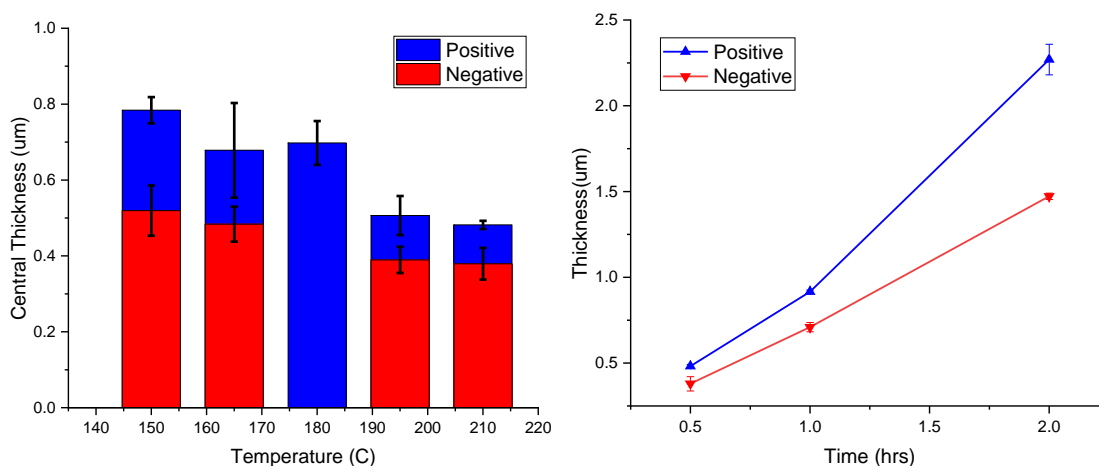 1.0
0.8
0.6
0.4
0.2
0.0
Central Thickness (um)
Positive
Negative
140 150 160 170 180 190 200 210 220
Temperature (C)
2.5
2.0
1.5
1.0
0.5
Thickness(um)
Positive
Negative
0.5 1.0 1.5 2.0
Time (hrs)